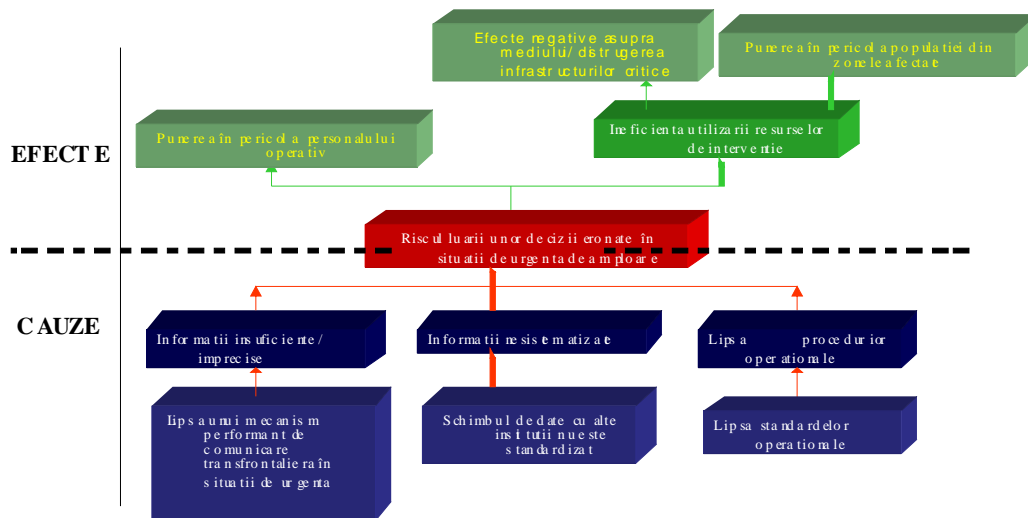 Efecte negative asupra
mediului/ distrugerea
infrastructurilor critice
Punerea în pericol a populatiei din
zonele afectate
Punerea în pericol a personalului
operativ
Ineficienta utilizarii resurselor
de interventie
EFECTE
Riscul luarii unor decizii eronate în
situatii de urgenta de amploare
CAUZE
Informatii insuficiente/
imprecise
Informatii nesistematizate
Lipsa procedurior
operationale
Lipsa unui mecanism
performant de
comunicare
transfrontaliera în
situatii de urgenta
Schimbul de date cu alte
institutii nu este
standardizat
Lipsa standardelor
operationale